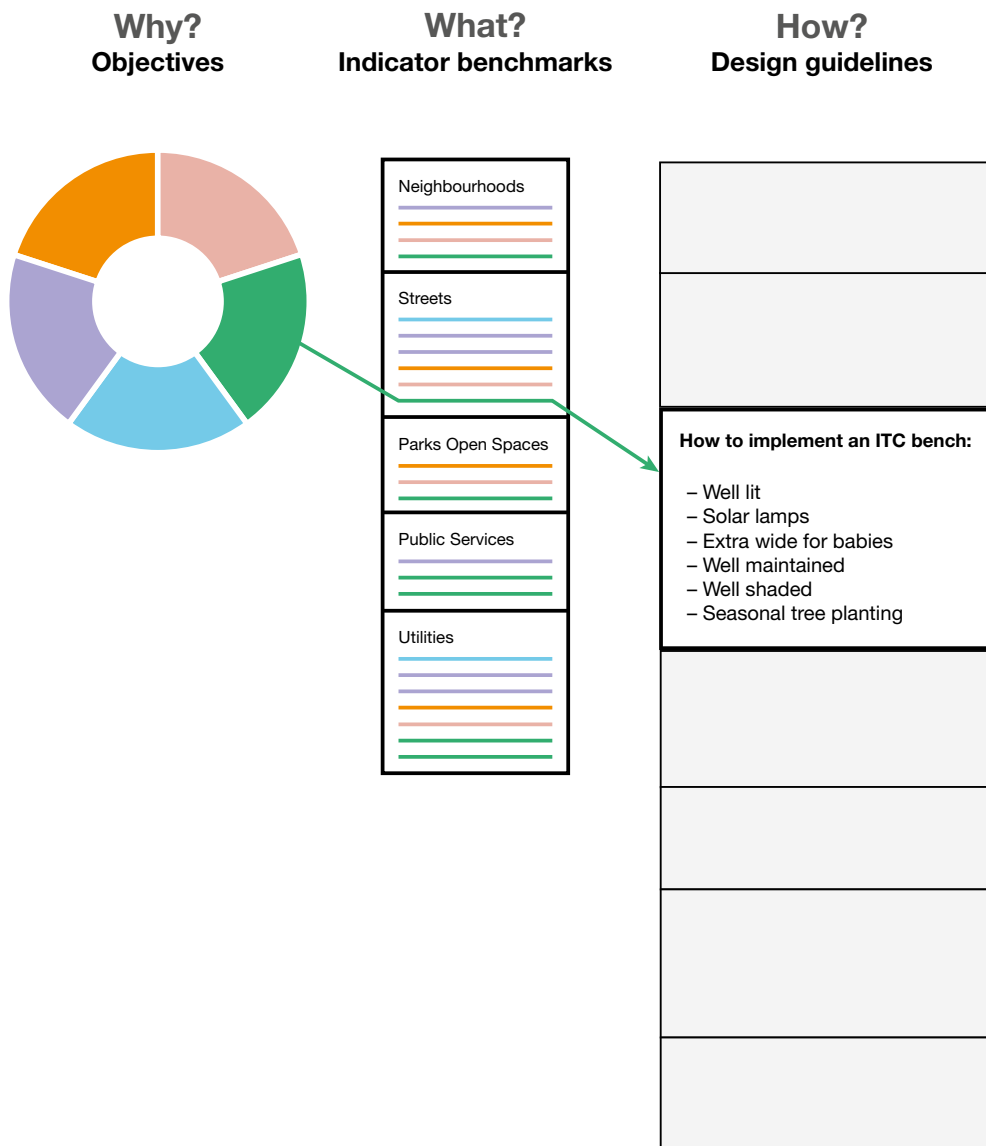 Why?
Objectives
What?
Indicator benchmarks
How?
Design guidelines
Neighbourhoods
Streets
Parks Open Spaces
Public Services
Utilities
How to implement an ITC bench:
– Well lit
– Solar lamps
– Extra wide for babies
– Well maintained
– Well shaded
– Seasonal tree planting